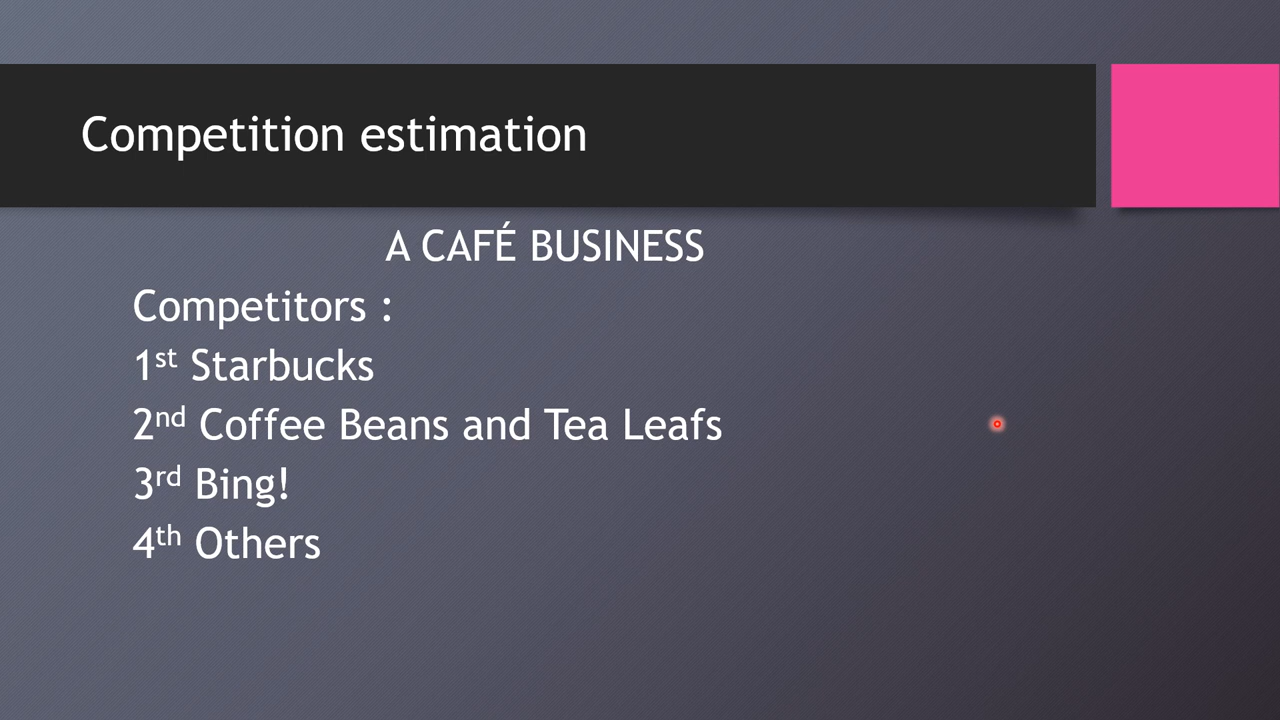 Competition estimation
A CAFÉ BUSINESS
Competitors :
1st Starbucks
2nd Coffee Beans and Tea Leafs
3rd Bing!
4th Others